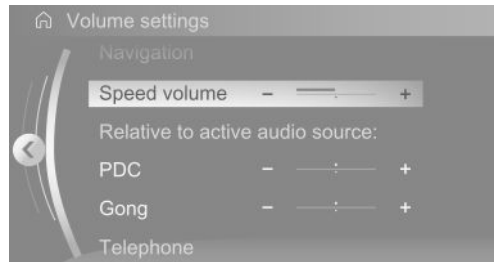 Volume settings
Navigation
Speed volume - +
Relative to active audio source:
PDC - +
Gong - +
Telephone